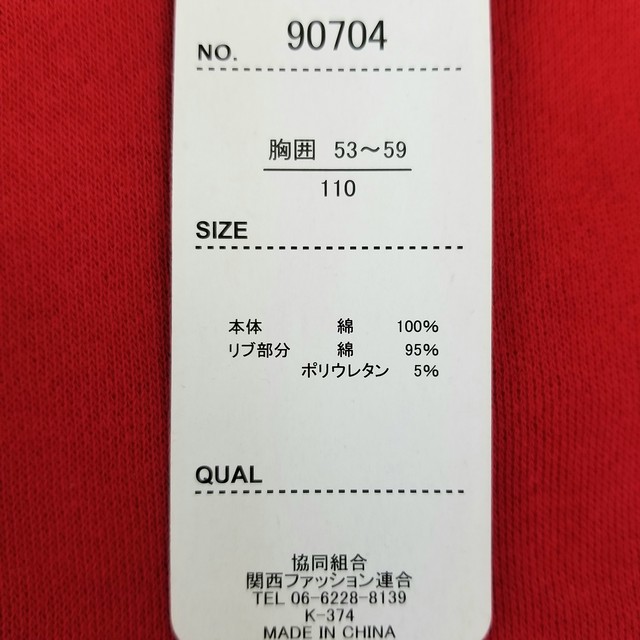 NO. 90704
胸囲 53～59
110
SIZE
本体 綿 100%
リブ部分 綿 95%
ポリウレタン 5%
QUAL
協同組合
関西ファッション連合
TEL 06-6228-8139
K-374
MADE IN CHINA